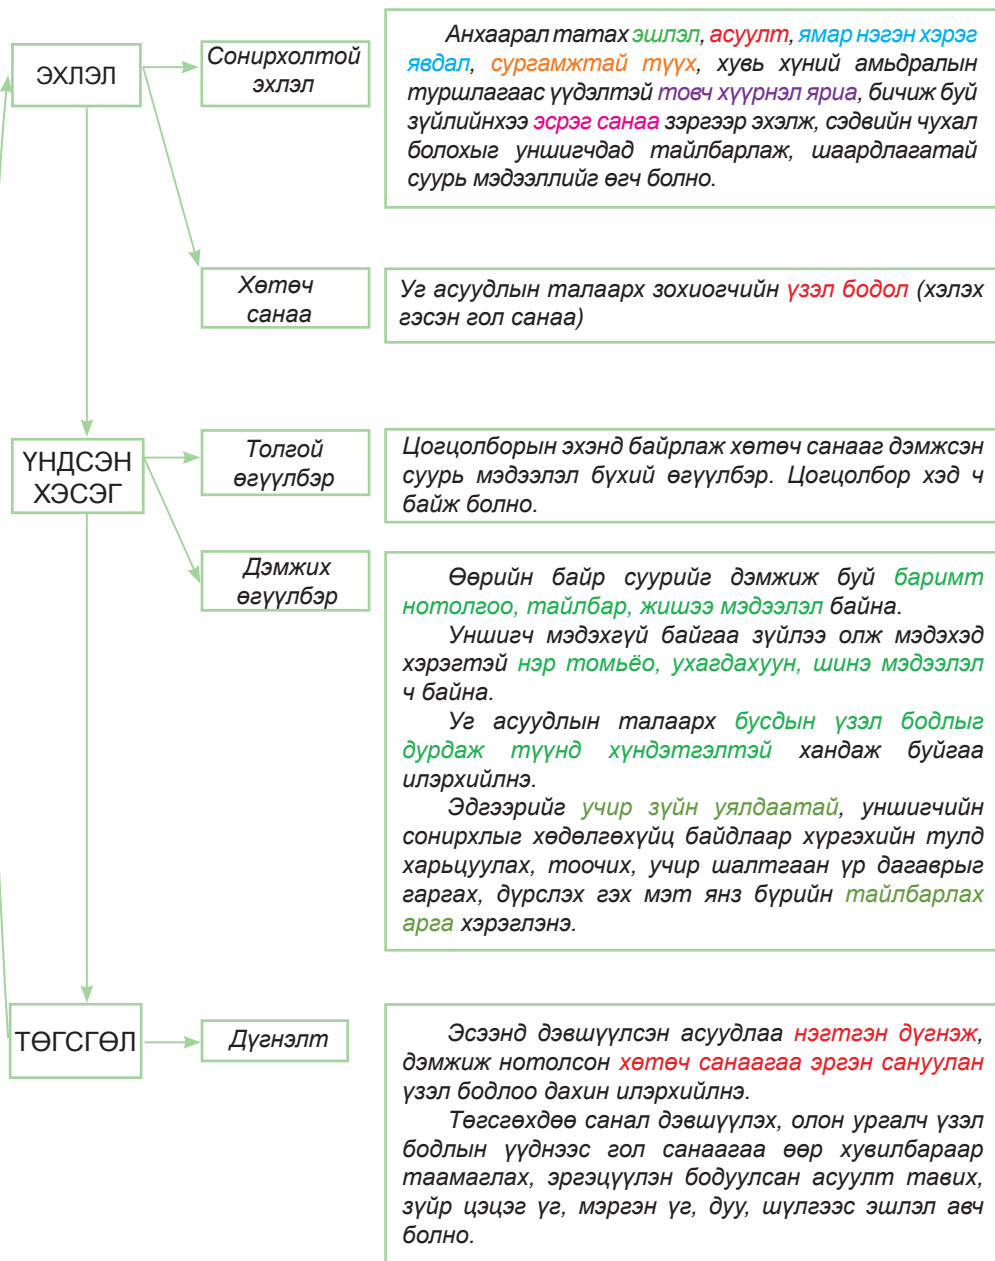 ЭХЛЭЛ
Сонирхолтой
эхлэл
Анхаарал татах эшлэл, асуулт, ямар нэгэн хэрэг
явдал, сургамжтай түүх, хувь хүний амьдралын
туршлагаас үүдэлтэй товч хүүрнэл яриа, бичиж буй
зүйлийнхээ эсрэг санаа зэргээр эхэлж, сэдвийн чухал
болохыг уншигчдад тайлбарлаж, шаардлагатай
суурь мэдээллийг өгч болно.
Хөтөч
санаа
Уг асуудлын талаарх зохиогчийн үзэл бодол (хэлэх
гэсэн гол санаа)
ҮНДСЭН
ХЭСЭГ
Толгой
өгүүлбэр
Цогцолборын эхэнд байрлаж хөтөч санааг дэмжсэн
суурь мэдээлэл бүхий өгүүлбэр. Цогцолбор хэд ч
байж болно.
Дэмжих
өгүүлбэр
Өөрийн байр суурийг дэмжиж буй баримт
нотолгоо, тайлбар, жишээ мэдээлэл байна.
Уншигч мэдэхгүй байгаа зүйлээ олж мэдэхэд
хэрэгтэй нэр томьёо, ухагдахуун, шинэ мэдээлэл
ч байна.
Уг асуудлын талаарх бусдын үзэл бодлыг
дурдаж түүнд хүндэтгэлтэй хандаж буйгаа
илэрхийлнэ.
Эдгээрийг учир зүйн уялдаатай, уншигчийн
сонирхлыг хөдөлгөхүйц байдлаар хүргэхийн тулд
харьцуулах, тоочих, учир шалтгаан үр дагаврыг
гаргах, дүрслэх гэх мэт янз бүрийн тайлбарлах
арга хэрэглэнэ.
ТӨГСГӨЛ
Дүгнэлт
Эсээнд дэвшүүлсэн асуудлаа нэгтгэн дүгнэж,
дэмжиж нотолсон хөтөч санаагаа эргэн сануулан
үзэл бодлоо дахин илэрхийлнэ.
Төгсгөхдөө санал дэвшүүлэх, олон ургалч үзэл
бодлын үүднээс гол санаагаа өөр хувилбараар
таамаглах, эргэцүүлэн бодуулсан асуулт тавих,
зүйр цэцэг үг, мэргэн үг, дуу, шүлгээс эшлэл авч
болно.